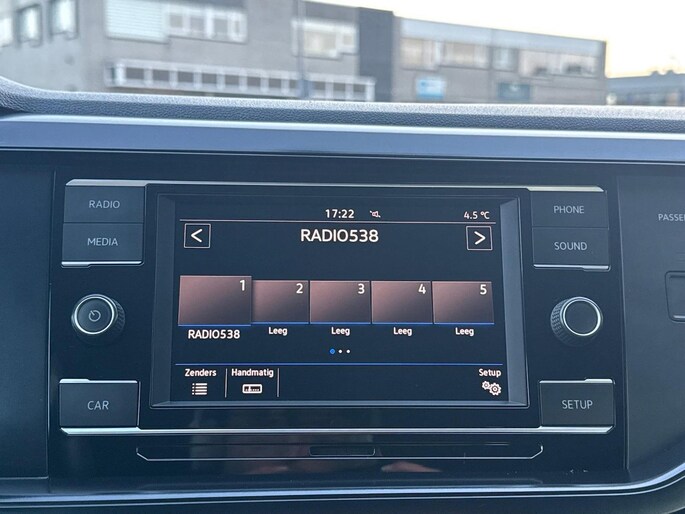 RADIO
MEDIA
CAR
17:22
4.5 °C
RADIO538
1 2 3 4 5
RADIO538 Leeg Leeg Leeg Leeg
Zenders Handmatig Setup
PHONE
SOUND
SETUP
PASSE